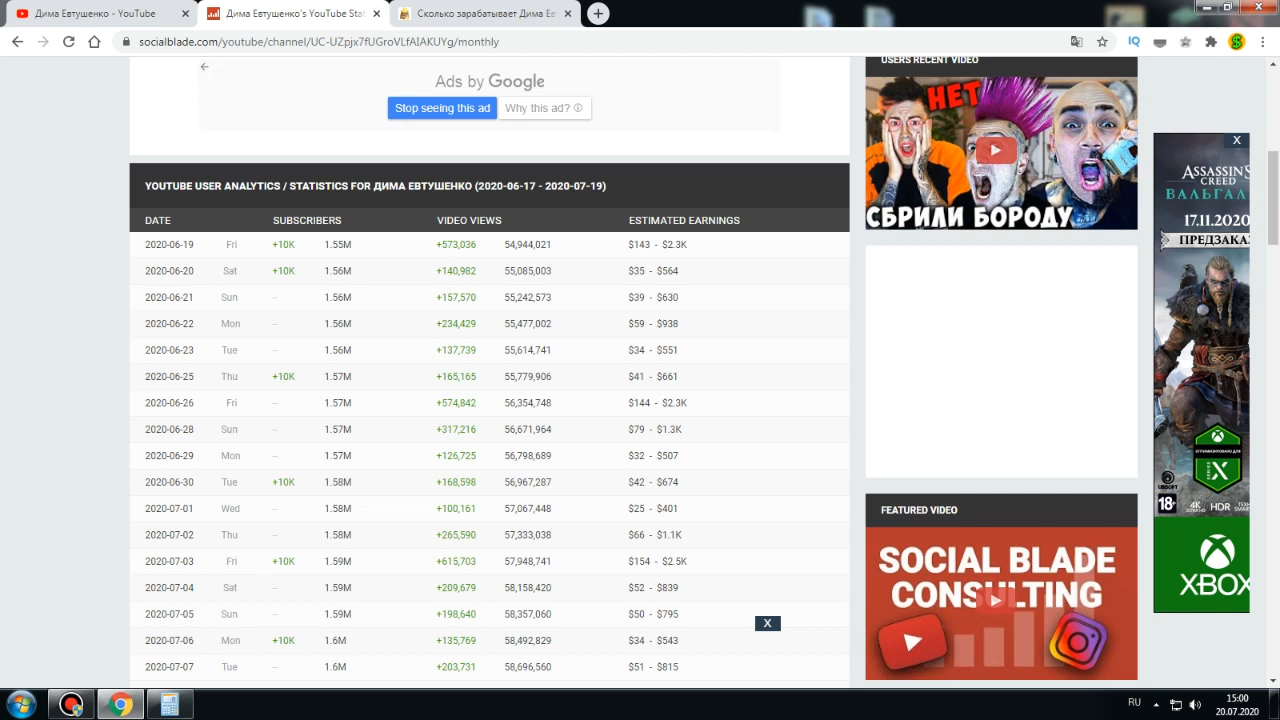 Дима Евтушенко - YouTube
Дима Евтушенко's YouTube Stat
Сколько зарабатывает Дима Ев
socialblade.com/youtube/channel/UC-UZpjx7fUGroVLfAIAKUYg/monthly
IQ
Ads by Google
Stop seeing this ad
Why this ad?
YOUTUBE USER ANALYTICS / STATISTICS FOR ДИМА ЕВТУШЕНКО (2020-06-17 - 2020-07-19)
DATE SUBSCRIBERS VIDEO VIEWS ESTIMATED EARNINGS
2020-06-19 Fri +10K 1.55M +573,036 54,944,021 $143 - $2.3K
2020-06-20 Sat +10K 1.56M +140,982 55,085,003 $35 - $564
2020-06-21 Sun -- 1.56M +157,570 55,242,573 $39 - $630
2020-06-22 Mon -- 1.56M +234,429 55,477,002 $59 - $938
2020-06-23 Tue -- 1.56M +137,739 55,614,741 $34 - $551
2020-06-25 Thu +10K 1.57M +165,165 55,779,906 $41 - $661
2020-06-26 Fri -- 1.57M +574,842 56,354,748 $144 - $2.3K
2020-06-28 Sun -- 1.57M +317,216 56,671,964 $79 - $1.3K
2020-06-29 Mon -- 1.57M +126,725 56,798,689 $32 - $507
2020-06-30 Tue +10K 1.58M +168,598 56,967,287 $42 - $674
2020-07-01 Wed -- 1.58M +100,161 57,067,448 $25 - $401
2020-07-02 Thu -- 1.58M +265,590 57,333,038 $66 - $1.1K
2020-07-03 Fri +10K 1.59M +615,703 57,948,741 $154 - $2.5K
2020-07-04 Sat -- 1.59M +209,679 58,158,420 $52 - $839
2020-07-05 Sun -- 1.59M +198,640 58,357,060 $50 - $795
2020-07-06 Mon +10K 1.6M +135,769 58,492,829 $34 - $543
2020-07-07 Tue -- 1.6M +203,731 58,696,560 $51 - $815
X
USERS RECENT VIDEO
НЕТ
СБРИЛИ БОРОДУ
FEATURED VIDEO
SOCIAL BLADE
CONSULTING
X
ASSASSIN'S
CREED
ВАЛЬГАЛ
17.11.2020
ПРЕДЗАКАЗ
XBOX
SERIES X
UBISOFT
18+
4K
ULTRA HD
HDR
XBOX
RU
15:00
20.07.2020